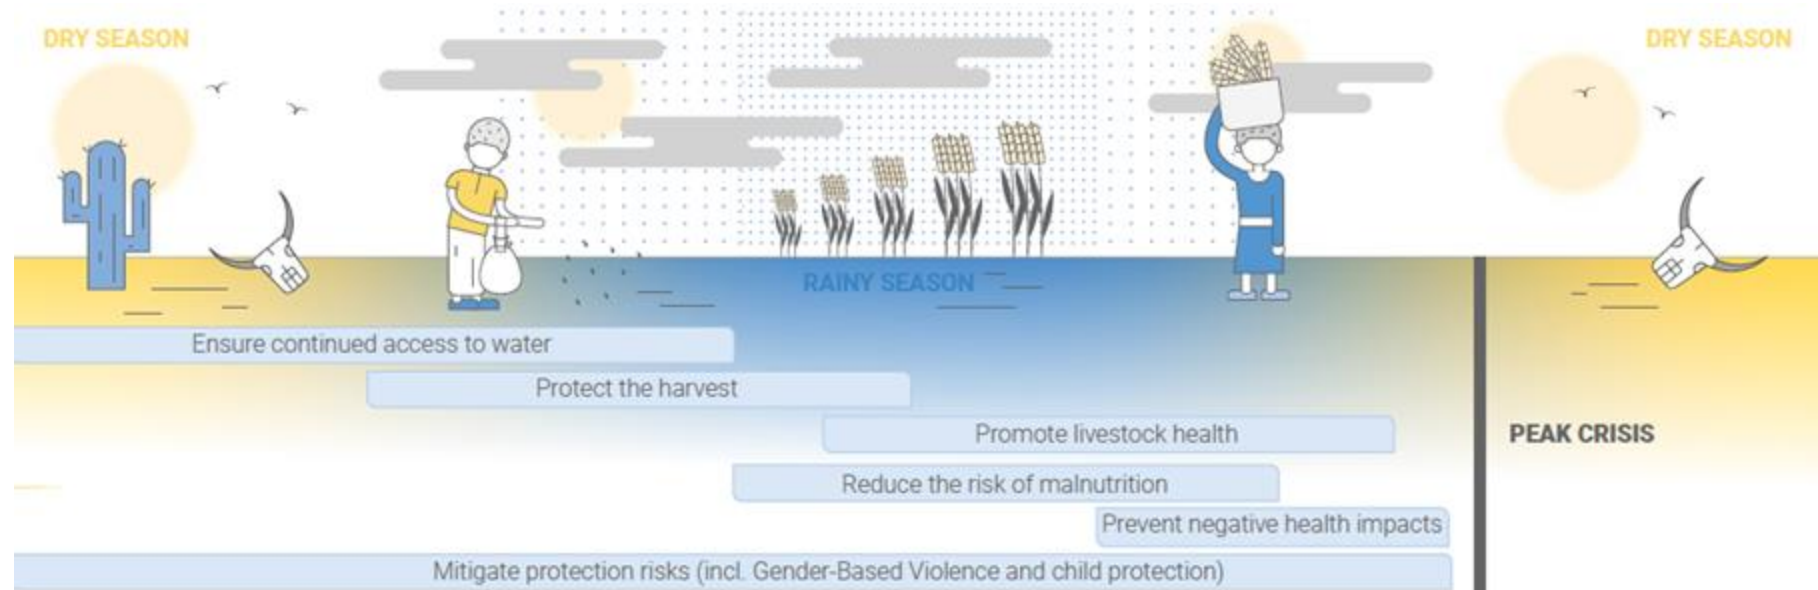 DRY SEASON
DRY SEASON
RAINY SEASON
Ensure continued access to water
Protect the harvest
Promote livestock health
PEAK CRISIS
Reduce the risk of malnutrition
Prevent negative health impacts
Mitigate protection risks (incl. Gender-Based Violence and child protection)